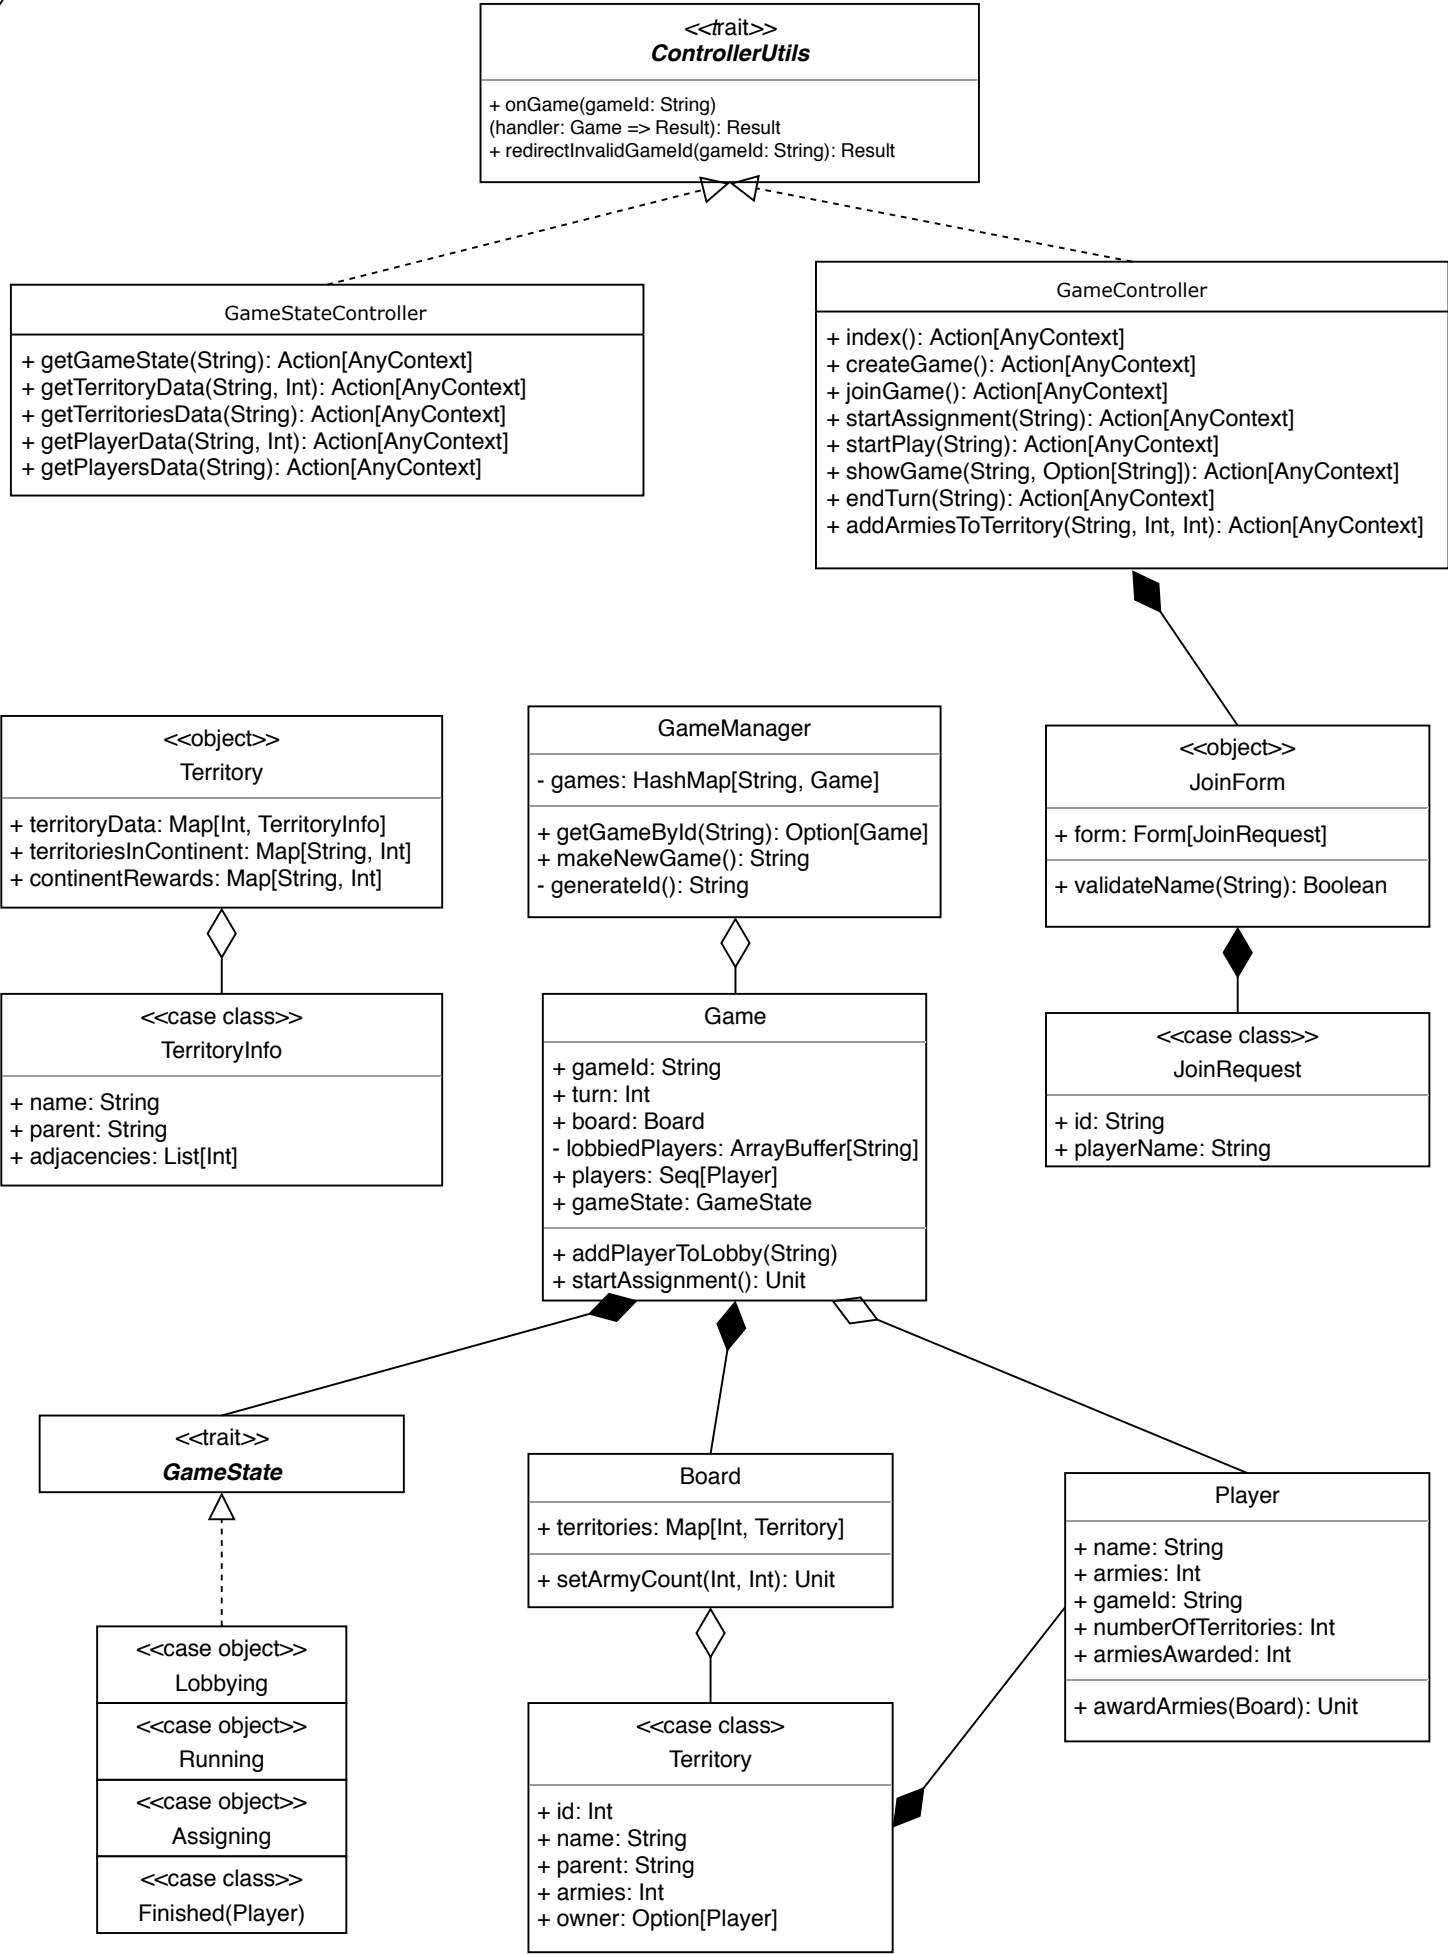 <<trait>>
ControllerUtils
+ onGame(gameId: String)
(handler: Game => Result): Result
+ redirectInvalidGameId(gameId: String): Result
GameStateController
+ getGameState(String): Action[AnyContext]
+ getTerritoryData(String, Int): Action[AnyContext]
+ getTerritoriesData(String): Action[AnyContext]
+ getPlayerData(String, Int): Action[AnyContext]
+ getPlayersData(String): Action[AnyContext]
GameController
+ index(): Action[AnyContext]
+ createGame(): Action[AnyContext]
+ joinGame(): Action[AnyContext]
+ startAssignment(String): Action[AnyContext]
+ startPlay(String): Action[AnyContext]
+ showGame(String, Option[String]): Action[AnyContext]
+ endTurn(String): Action[AnyContext]
+ addArmiesToTerritory(String, Int, Int): Action[AnyContext]
<<object>>
Territory
+ territoryData: Map[Int, TerritoryInfo]
+ territoriesInContinent: Map[String, Int]
+ continentRewards: Map[String, Int]
GameManager
- games: HashMap[String, Game]
+ getGameById(String): Option[Game]
+ makeNewGame(): String
- generateId(): String
<<object>>
JoinForm
+ form: Form[JoinRequest]
+ validateName(String): Boolean
<<case class>>
TerritoryInfo
+ name: String
+ parent: String
+ adjacencies: List[Int]
Game
+ gameId: String
+ turn: Int
+ board: Board
- lobbiedPlayers: ArrayBuffer[String]
+ players: Seq[Player]
+ gameState: GameState
+ addPlayerToLobby(String)
+ startAssignment(): Unit
<<case class>>
JoinRequest
+ id: String
+ playerName: String
<<trait>>
GameState
Board
+ territories: Map[Int, Territory]
+ setArmyCount(Int, Int): Unit
Player
+ name: String
+ armies: Int
+ gameId: String
+ numberOfTerritories: Int
+ armiesAwarded: Int
+ awardArmies(Board): Unit
<<case object>>
Lobbying
<<case object>>
Running
<<case object>>
Assigning
<<case class>>
Finished(Player)
<<case class>
Territory
+ id: Int
+ name: String
+ parent: String
+ armies: Int
+ owner: Option[Player]